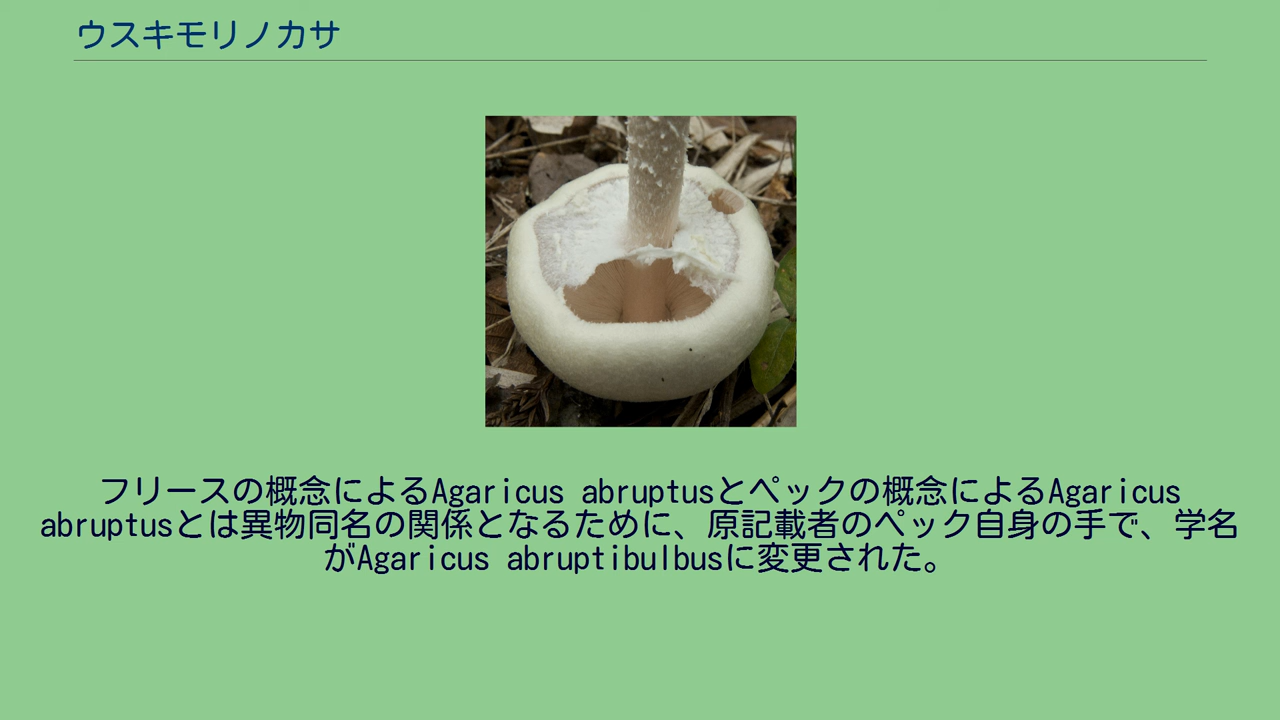 ウスキモリノカサ
フリースの概念によるAgaricus abruptusとペックの概念によるAgaricus
abruptusとは異物同名の関係となるために、原記載者のペック自身の手で、学名
がAgaricus abruptibulbusに変更された。